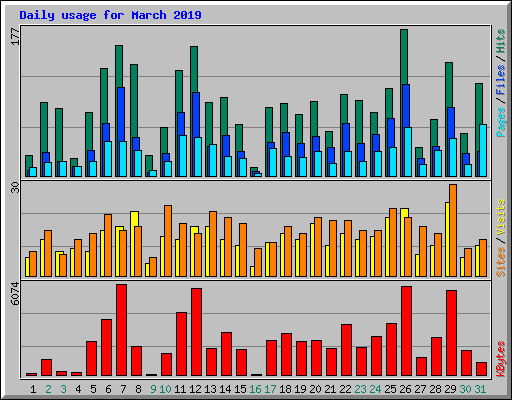 Daily usage for March 2019
177
Pages / Files / Hits
30
Sites / Visits
6074
KBytes
1 2 3 4 5 6 7 8 9 10 11 12 13 14 15 16 17 18 19 20 21 22 23 24 25 26 27 28 29 30 31